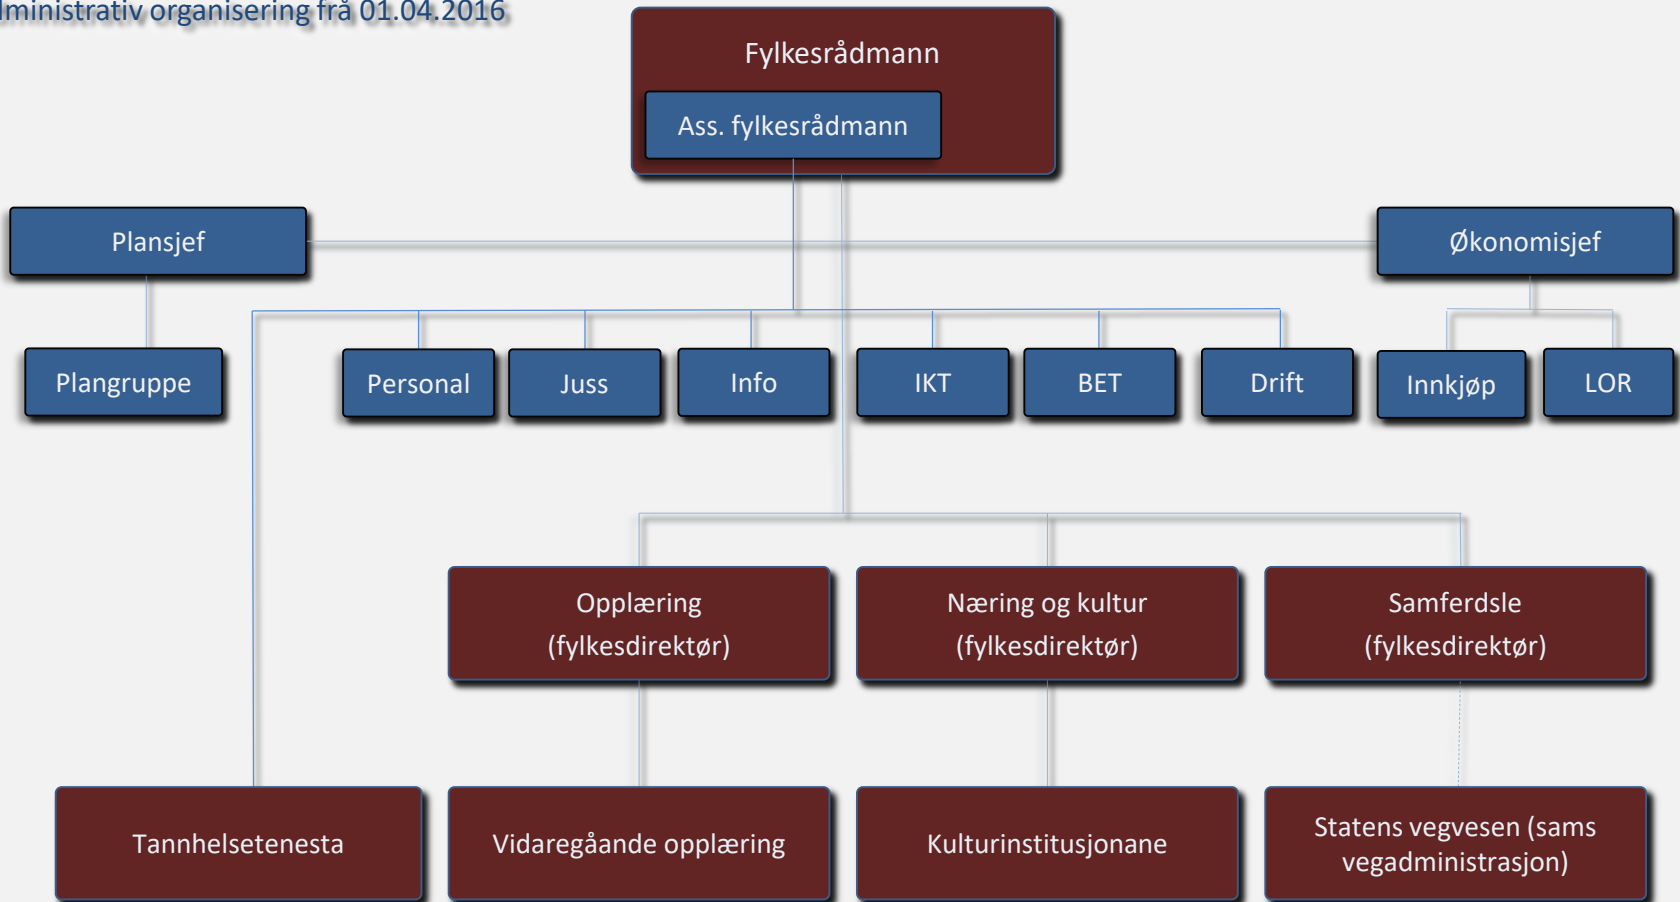 ministrativ organisering frå 01.04.2016
Fylkesrådmann
Ass. fylkesrådmann
Plansjef
Økonomisjef
Plangruppe
Personal
Juss
Info
IKT
BET
Drift
Innkjøp
LOR
Opplæring
(fylkesdirektør)
Næring og kultur
(fylkesdirektør)
Samferdsle
(fylkesdirektør)
Tannhelsetenesta
Vidaregåande opplæring
Kulturinstitusjonane
Statens vegvesen (sams
vegadministrasjon)